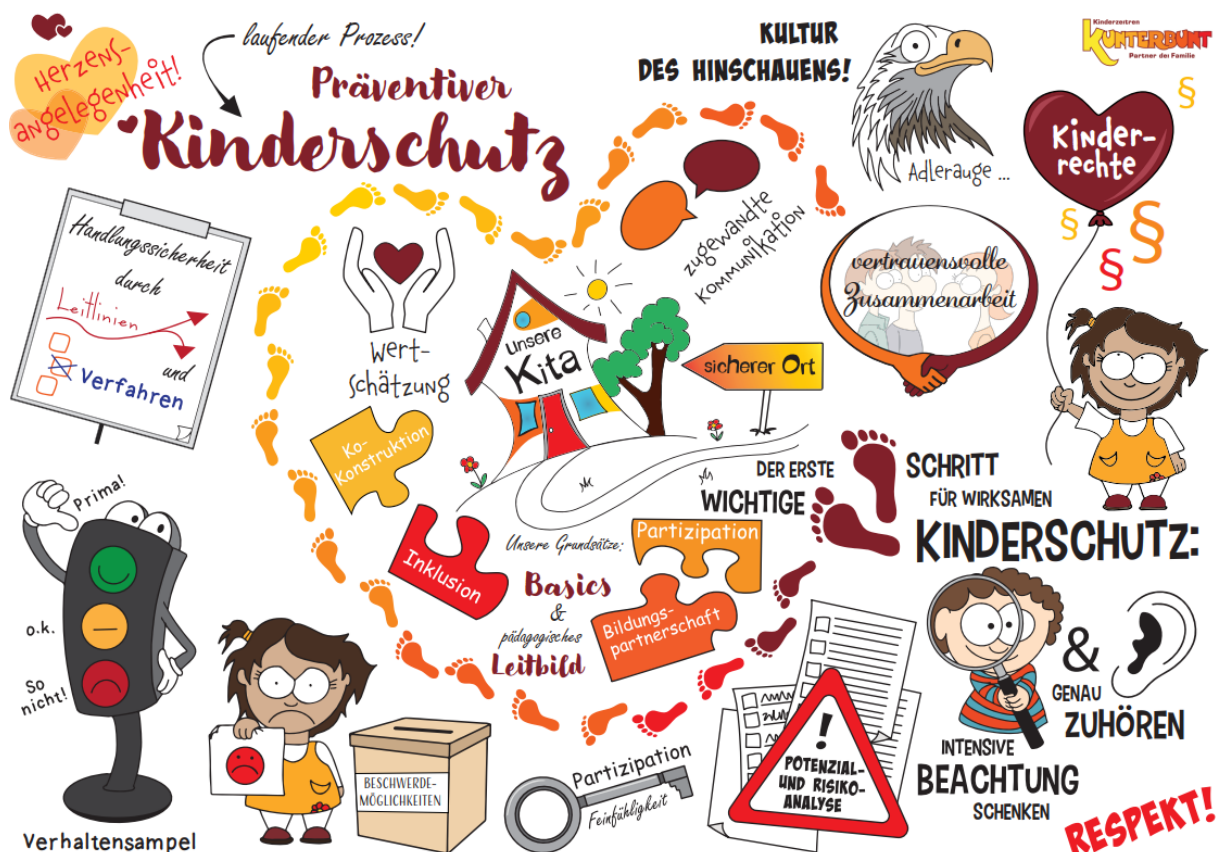 Herzens-
angelegenheit!
laufender Prozess!
Präventiver
Kinderschutz
KULTUR
DES HINSCHAUENS!
Adlerauge ...
Kinderzentren
KUNTERBUNT
Partner der Familie
Kinder-
rechte
§
§
§
§
Handlungssicherheit
durch
Leitlinien
und
Verfahren
Wert-
schätzung
zugewandte
Kommunikation
vertrauensvolle
Zusammenarbeit
unsere
Kita
sicherer Ort
Ko-
Konstruktion
Inklusion
Unsere Grundsätze:
Basics
&
pädagogisches
Leitbild
Partizipation
Bildungs-
partnerschaft
DER ERSTE
WICHTIGE
SCHRITT
FÜR WIRKSAMEN
KINDERSCHUTZ:
Prima!
o.k.
So
nicht!
Verhaltensampel
BESCHWERDE-
MÖGLICHKEITEN
Partizipation
Feinfühligkeit
!
POTENZIAL-
UND RISIKO-
ANALYSE
INTENSIVE
BEACHTUNG
SCHENKEN
&
GENAU
ZUHÖREN
RESPEKT!